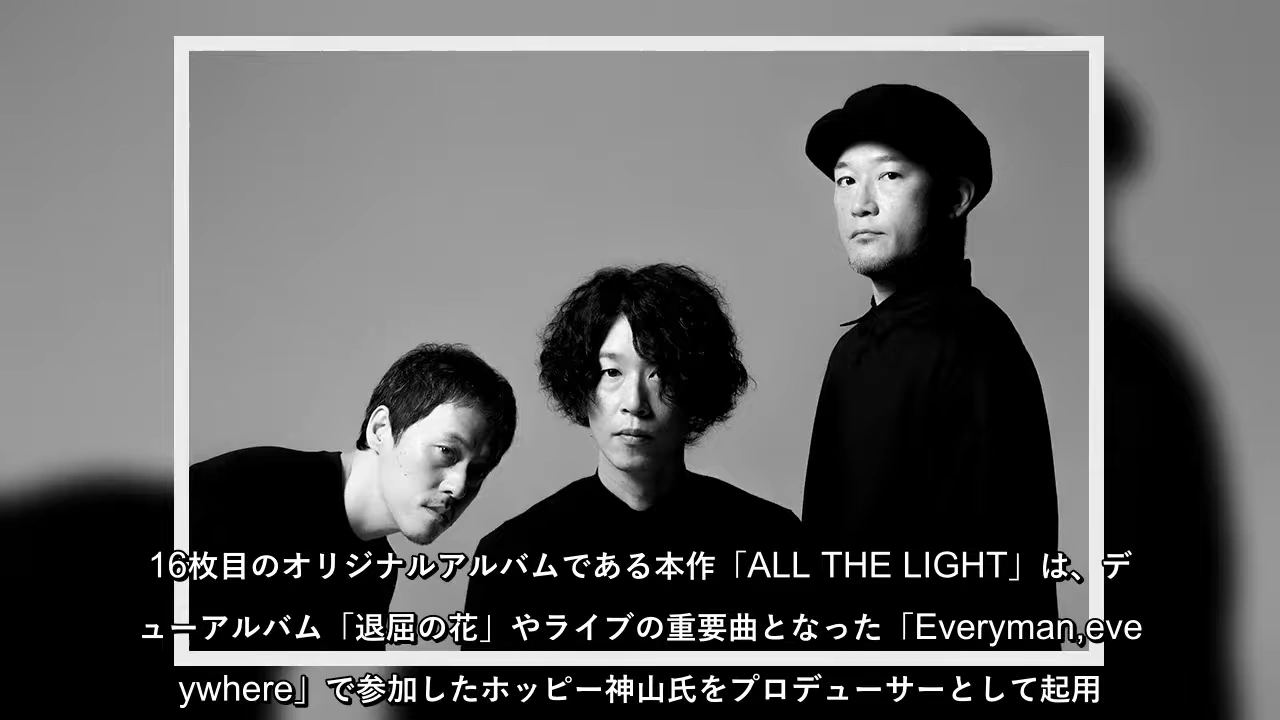 16枚目のオリジナルアルバムである本作「ALL THE LIGHT」は、デ
ューアルバム「退屈の花」やライブの重要曲となった「Everyman,eve
ywhere」で参加したホッピー神山氏をプロデューサーとして起用